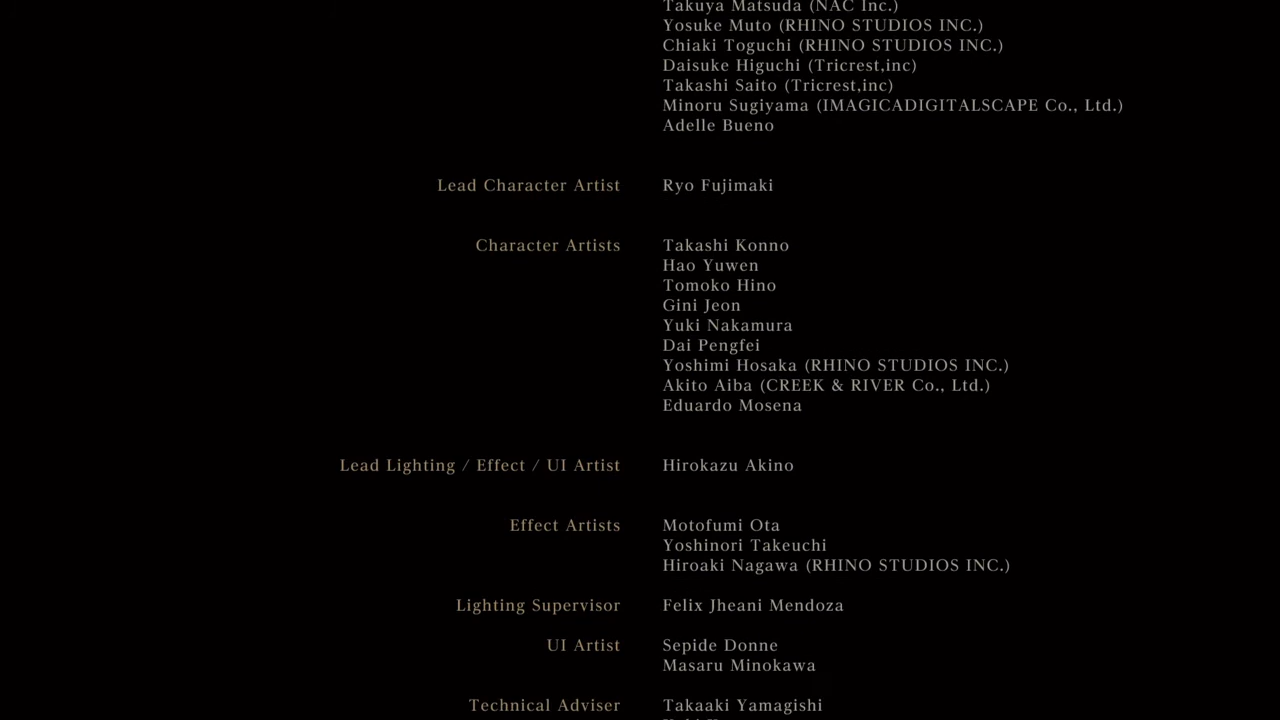 Takuya Matsuda (NAC Inc.)
Yosuke Muto (RHINO STUDIOS INC.)
Chiaki Toguchi (RHINO STUDIOS INC.)
Daisuke Higuchi (Tricrest,inc)
Takashi Saito (Tricrest,inc)
Minoru Sugiyama (IMAGICADIGITALSCAPE Co., Ltd.)
Adelle Bueno
Lead Character Artist Ryo Fujimaki
Character Artists Takashi Konno
Hao Yuwen
Tomoko Hino
Gini Jeon
Yuki Nakamura
Dai Pengfei
Yoshimi Hosaka (RHINO STUDIOS INC.)
Akito Aiba (CREEK & RIVER Co., Ltd.)
Eduardo Mosena
Lead Lighting / Effect / UI Artist Hirokazu Akino
Effect Artists Motofumi Ota
Yoshinori Takeuchi
Hiroaki Nagawa (RHINO STUDIOS INC.)
Lighting Supervisor Felix Jheani Mendoza
UI Artist Sepide Donne
Masaru Minokawa
Technical Adviser Takaaki Yamagishi